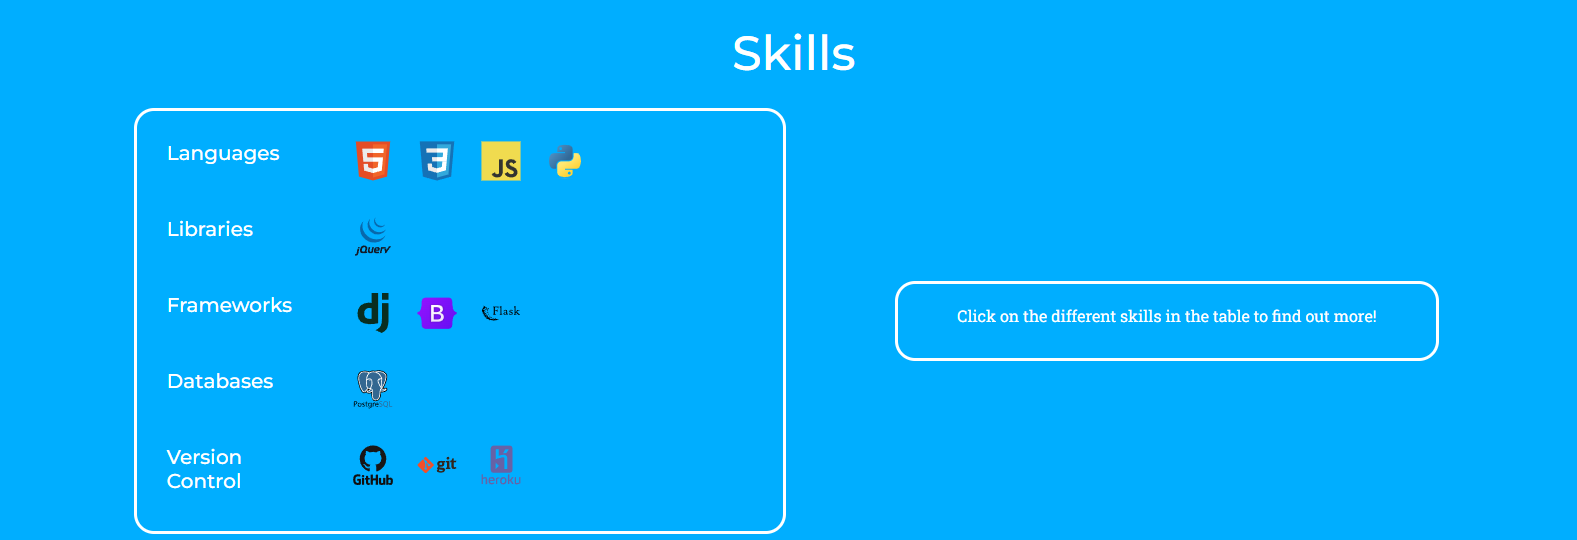 Skills
Languages
5 3 JS
Libraries
jQuery
Frameworks
dj B Flask
Databases
PostgreSQL
Version
Control
GitHub git heroku
Click on the different skills in the table to find out more!